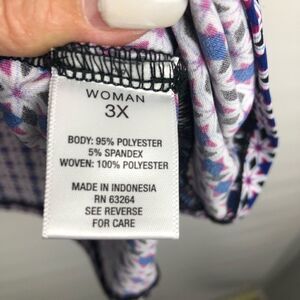 WOMAN
3X
BODY: 95% POLYESTER
5% SPANDEX
WOVEN: 100% POLYESTER
MADE IN INDONESIA
RN 63264
SEE REVERSE
FOR CARE